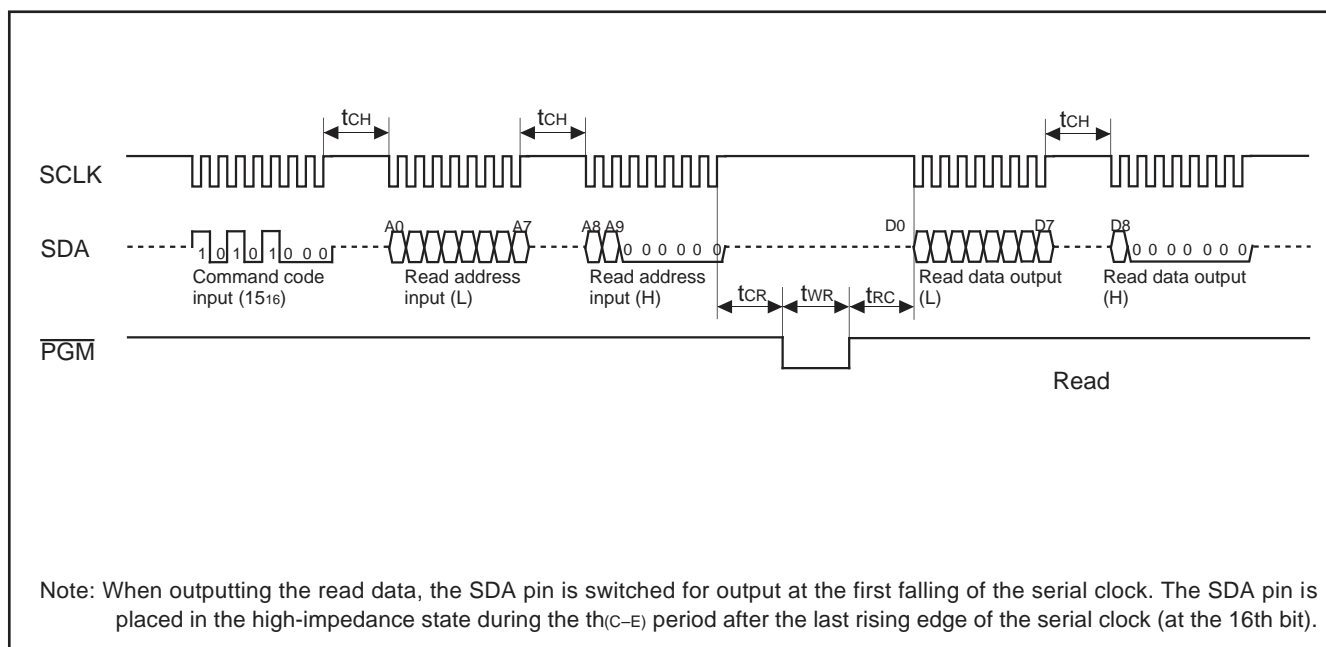 tCH tCH tCH
SCLK
A0 A7 A8 A9 D0 D7 D8
SDA
1 0 1 0 1 0 0 0 0 0 0 0 0 0 0 0 0 0 0 0 0
Command code
input (1516)
Read address
input (L)
Read address
input (H)
Read data output
(L)
Read data output
(H)
tCR tWR tRC
PGM
Read
Note: When outputting the read data, the SDA pin is switched for output at the first falling of the serial clock. The SDA pin is
placed in the high-impedance state during the th(C–E) period after the last rising edge of the serial clock (at the 16th bit).